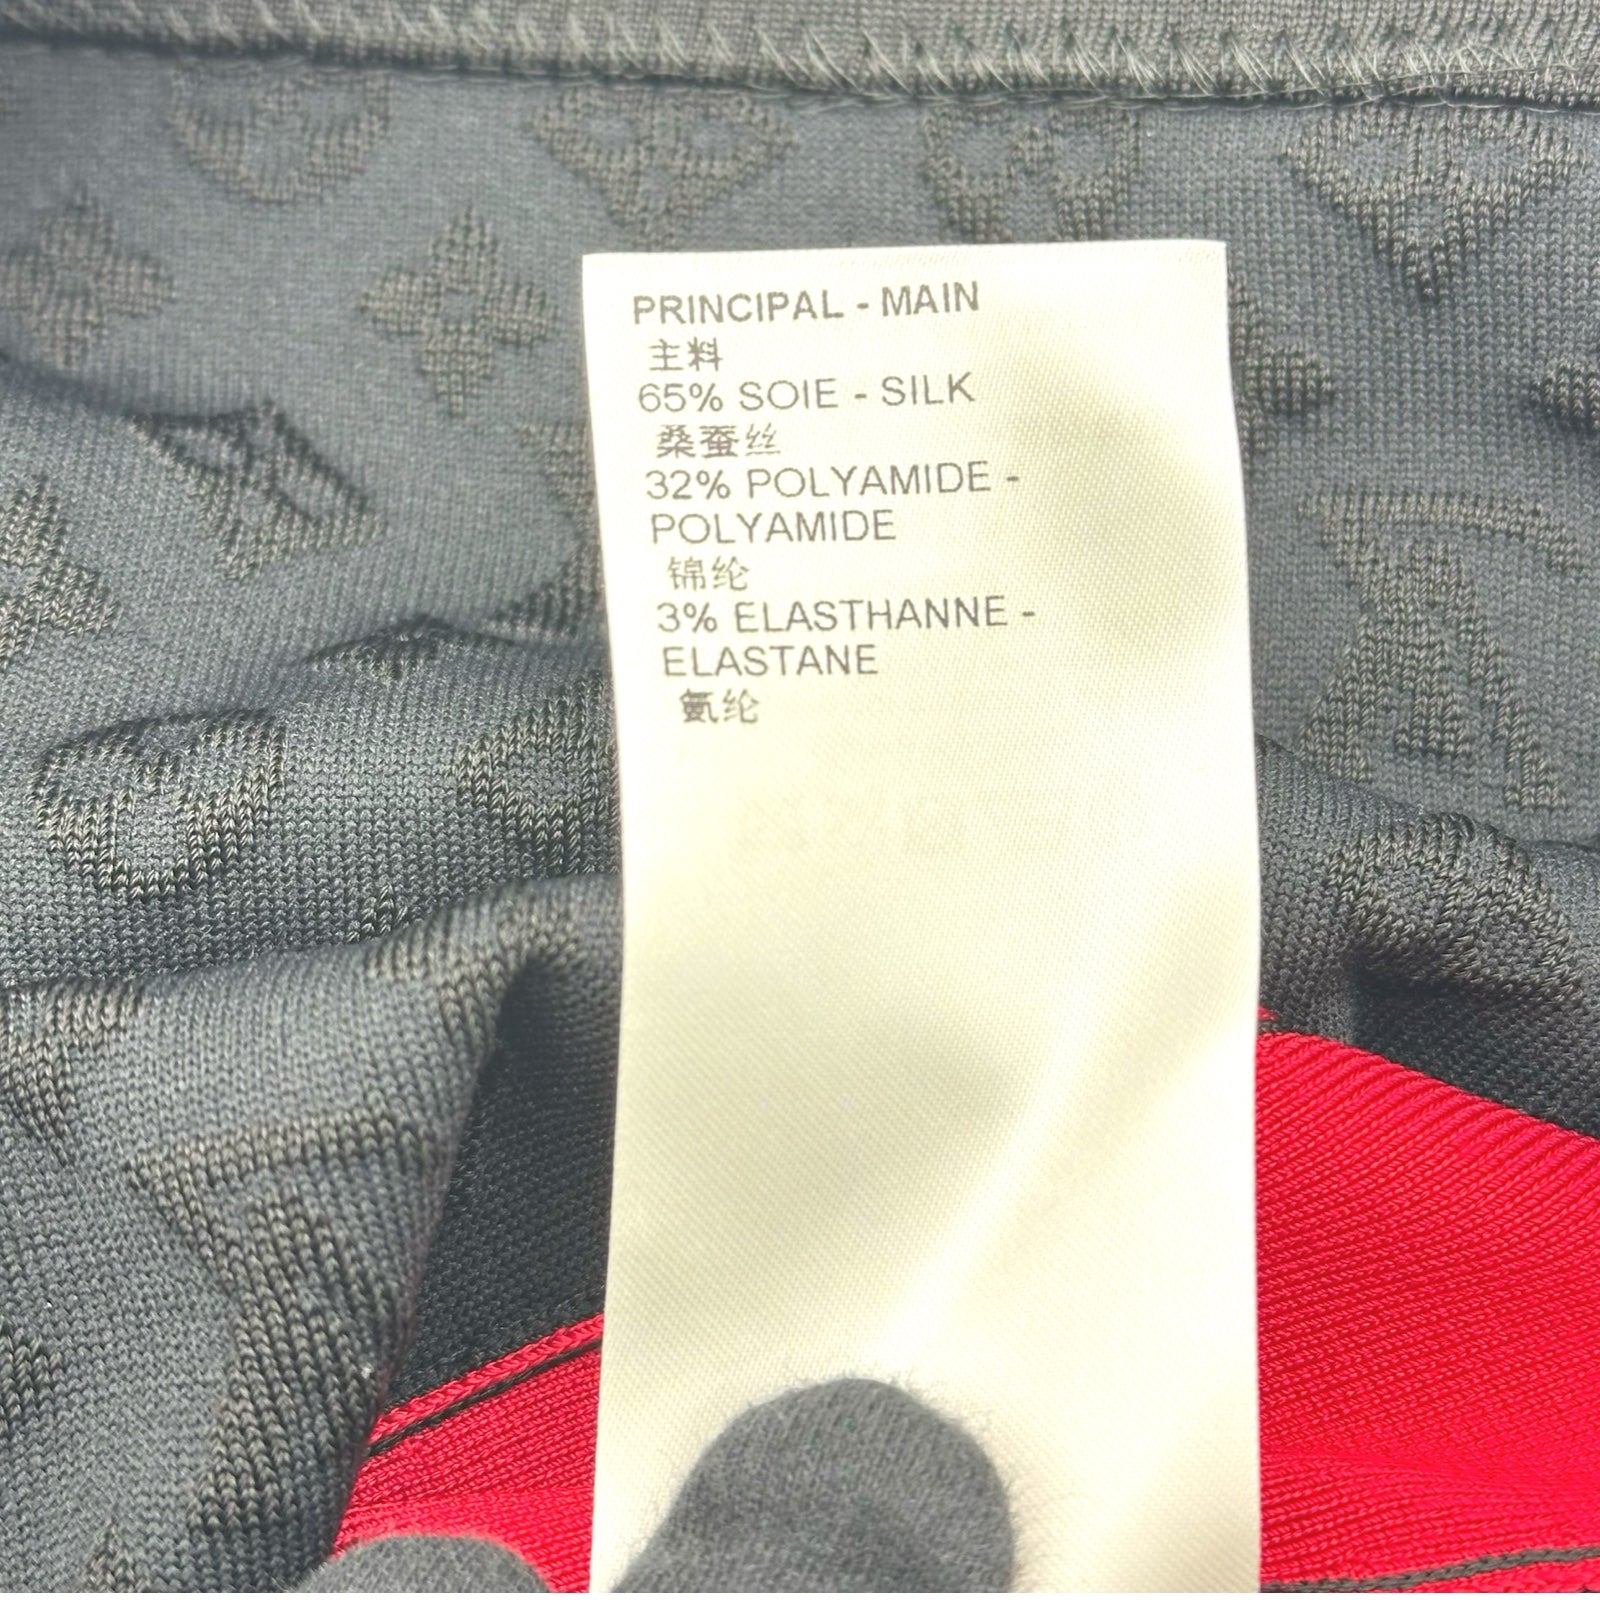 PRINCIPAL - MAIN
主料
65% SOIE - SILK
桑蚕丝
32% POLYAMIDE -
POLYAMIDE
锦纶
3% ELASTHANNE -
ELASTANE
氨纶